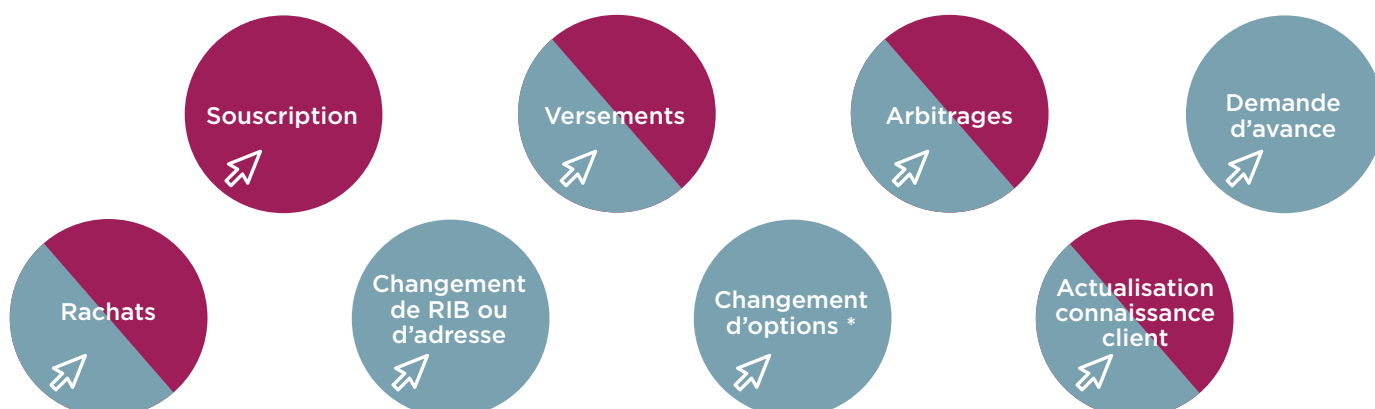 Souscription
Versements
Arbitrages
Demande
d’avance
Rachats
Changement
de RIB ou
d’adresse
Changement
d’options *
Actualisation
connaissance
client